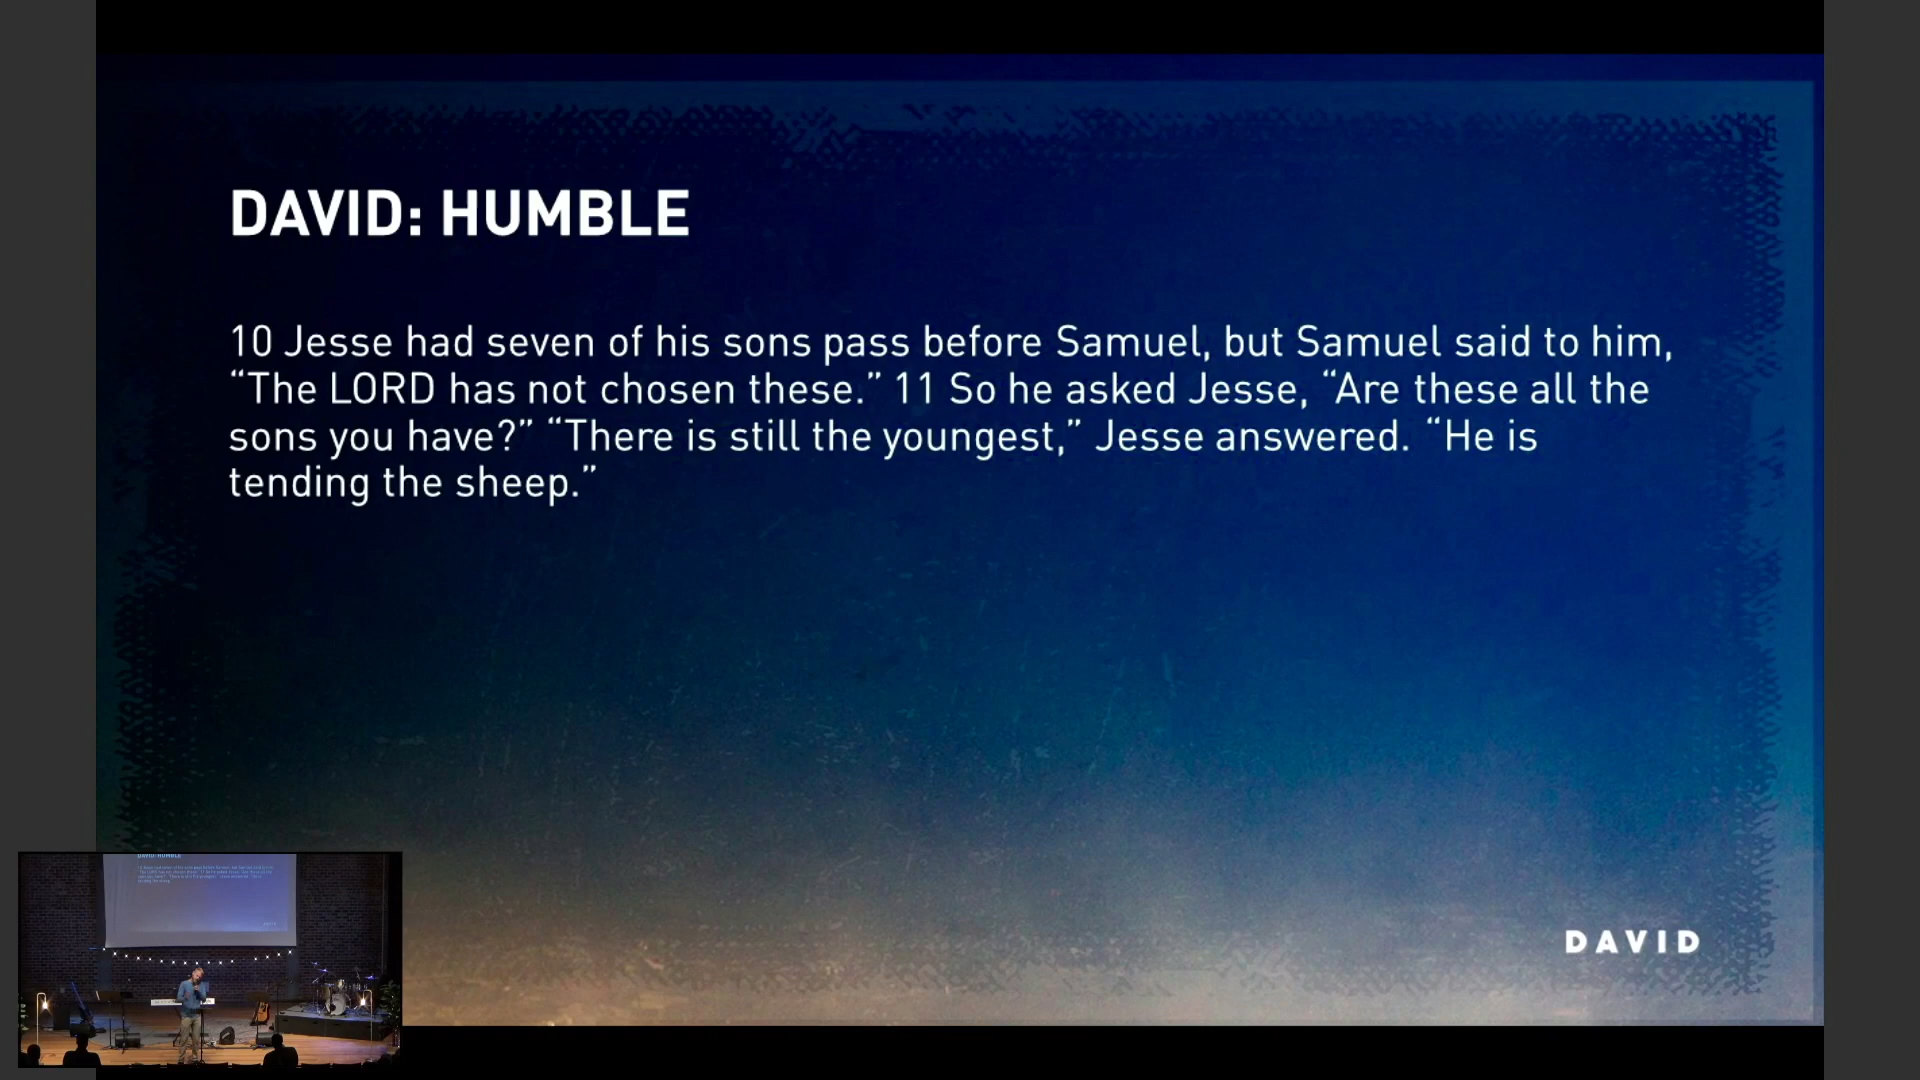 DAVID: HUMBLE
10 Jesse had seven of his sons pass before Samuel, but Samuel said to him,
“The LORD has not chosen these.” 11 So he asked Jesse, “Are these all the
sons you have?” “There is still the youngest,” Jesse answered. “He is
tending the sheep.”
DAVID
DAVID: HUMBLE